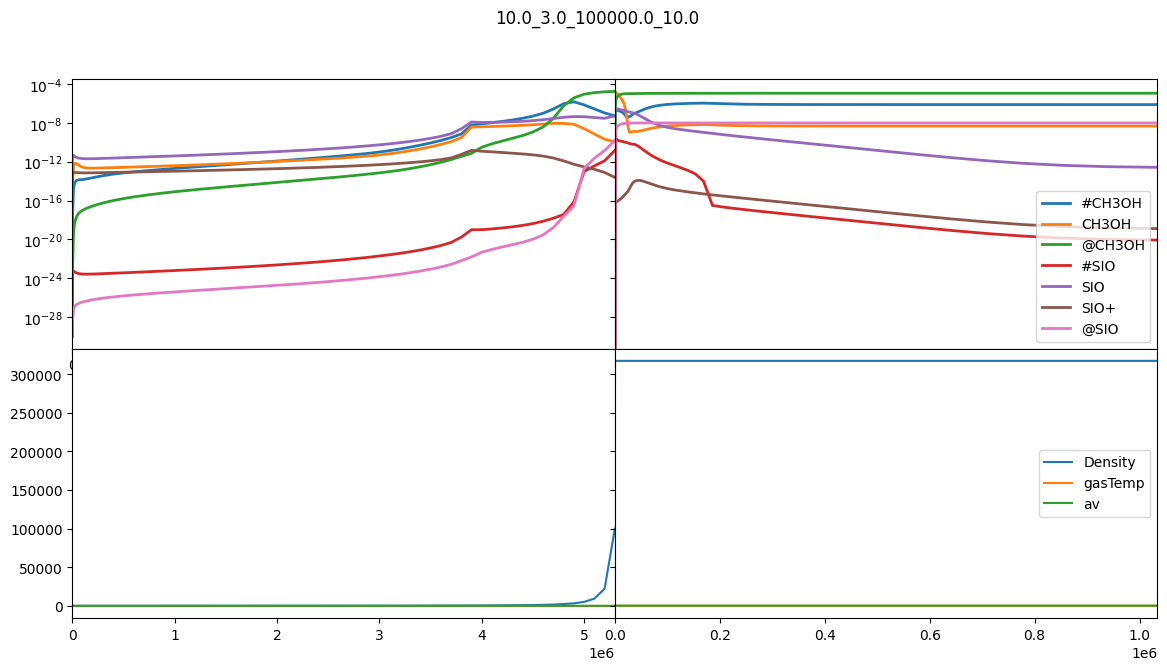 10.0_3.0_100000.0_10.0
10⁻⁴
10⁻⁸
10⁻¹²
10⁻¹⁶
10⁻²⁰
10⁻²⁴
10⁻²⁸
#CH3OH
CH3OH
@CH3OH
#SIO
SIO
SIO+
@SIO
300000
250000
200000
150000
100000
50000
0
Density
gasTemp
av
0 1 2 3 4 5 0.0 0.2 0.4 0.6 0.8 1.0
1e6 1e6